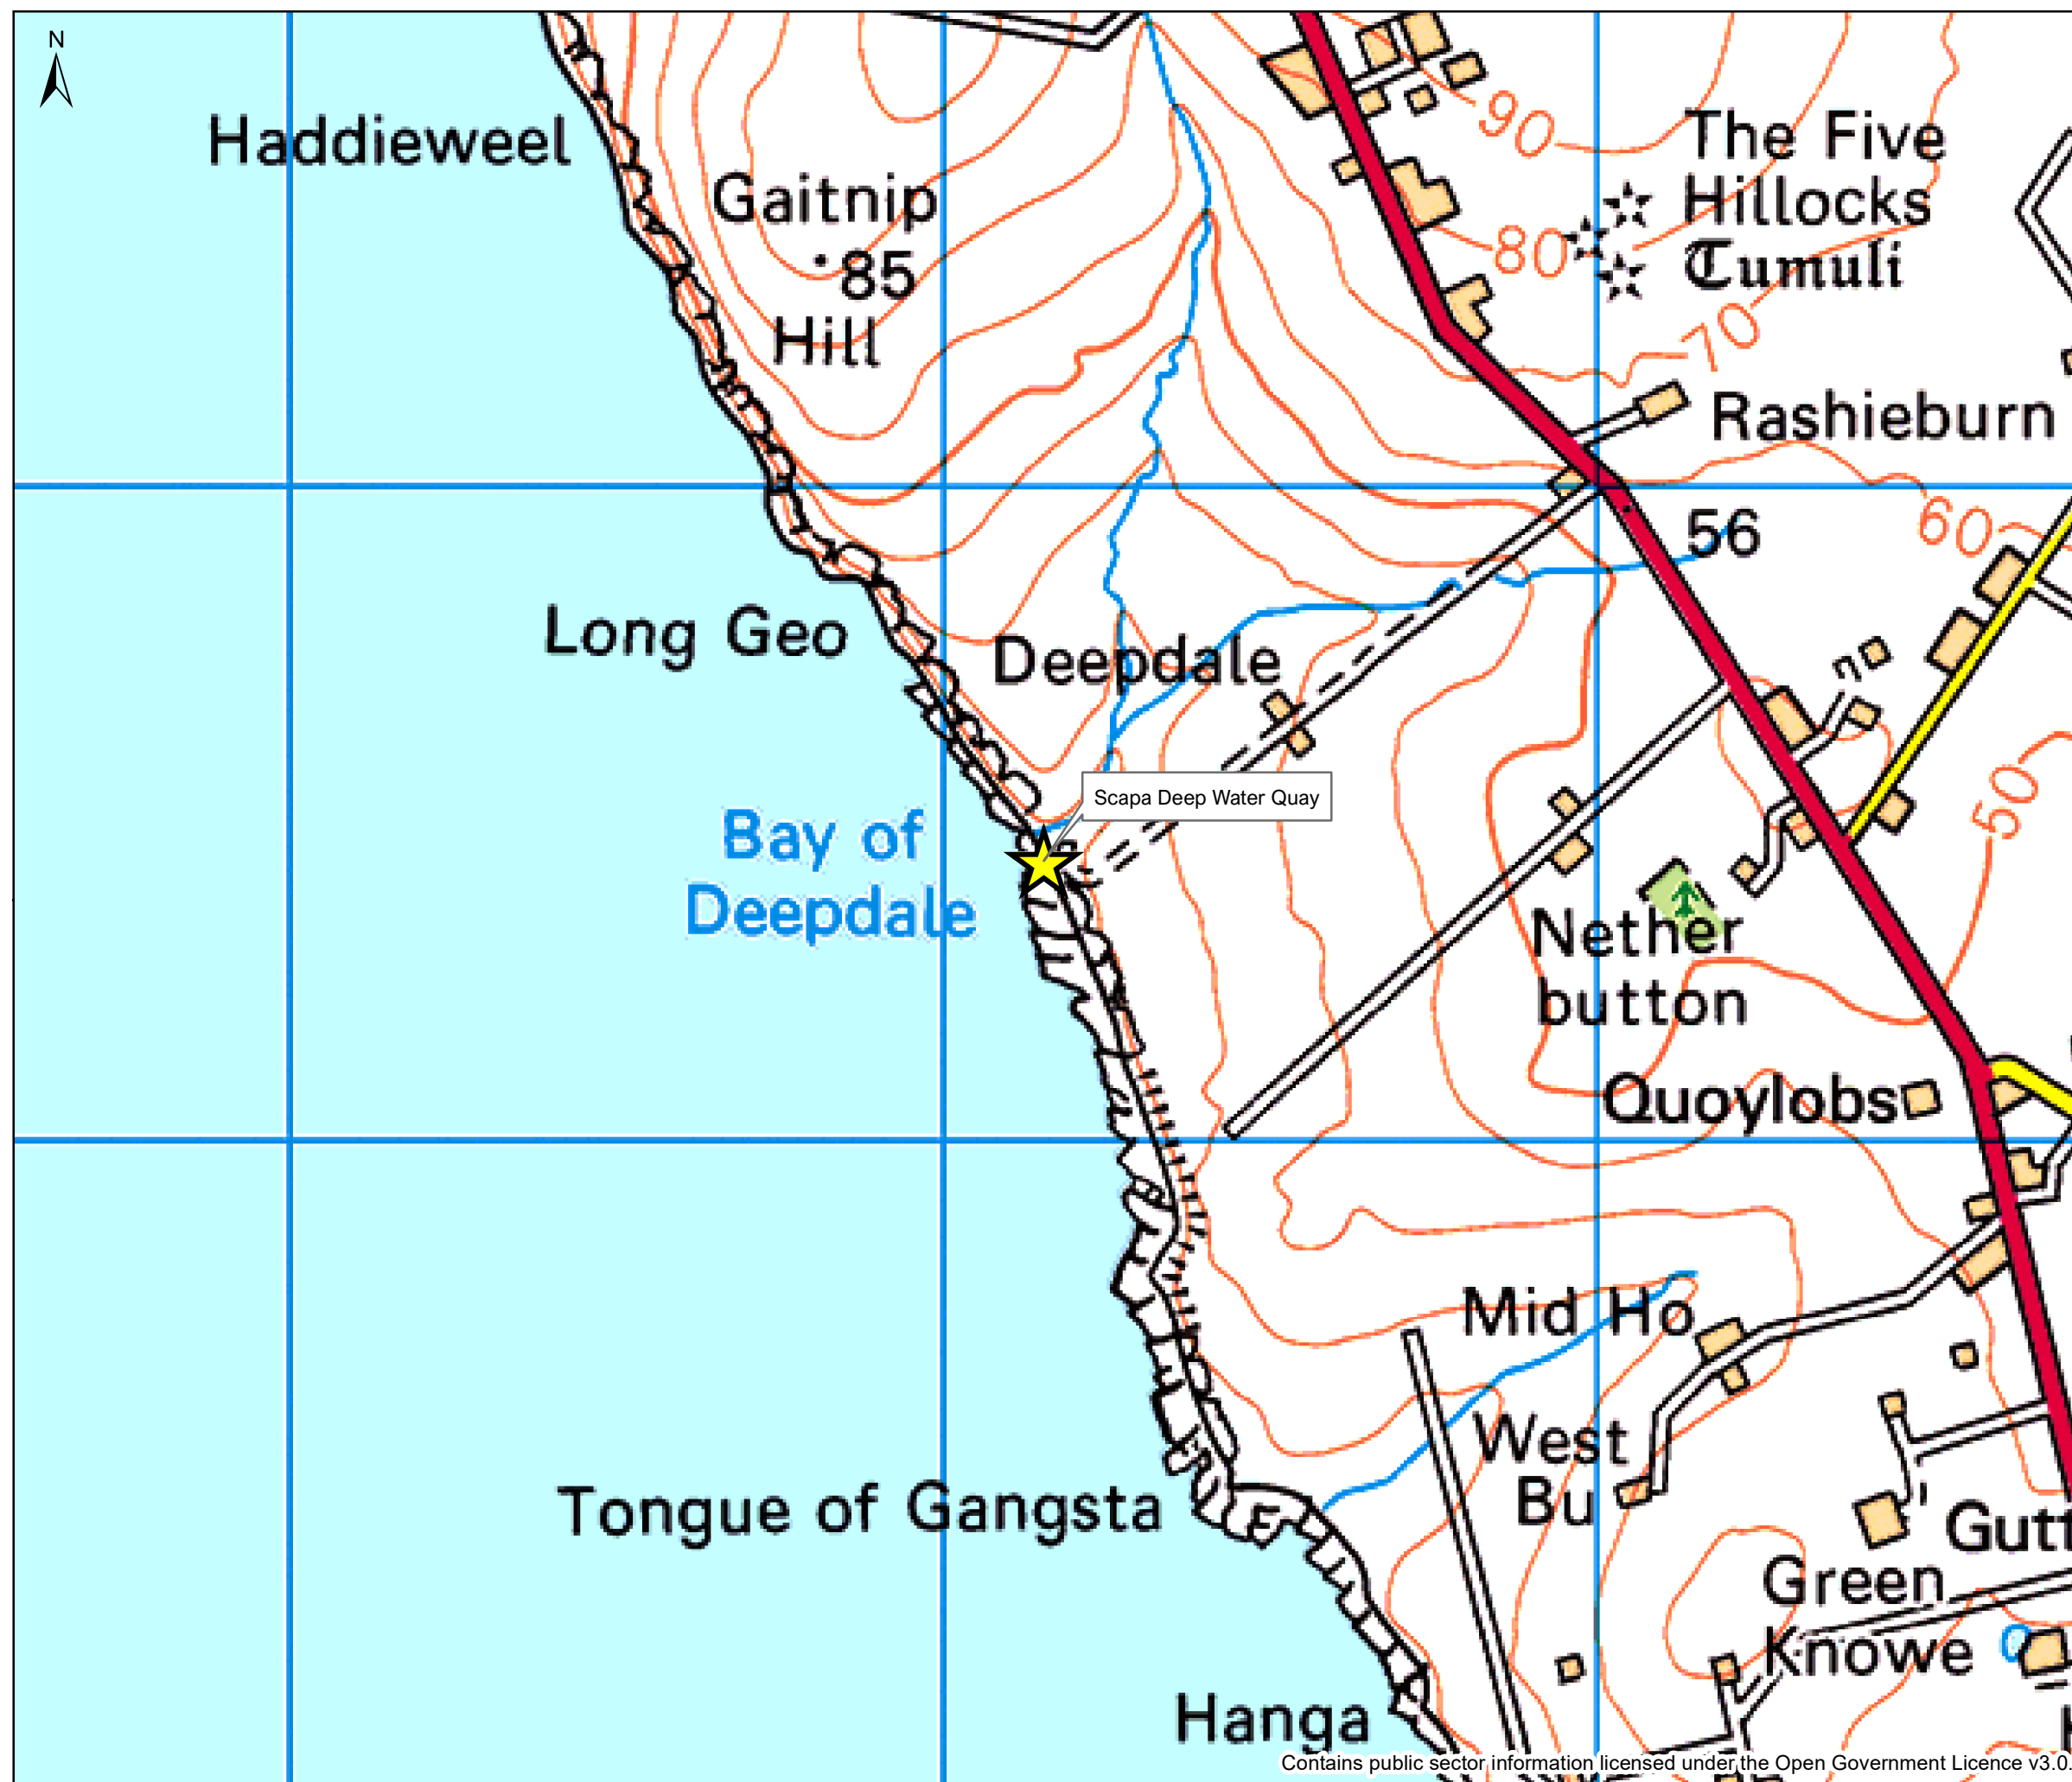 N
Haddieweel
Gaitnip
85
Hill
90
The Five
Hillocks
80
Tumuli
70
Rashieburn
56
60
Long Geo
Deepdale
Scapa Deep Water Quay
Bay of
Deepdale
50
Nether
button
Quoylobs
Mid Ho
West
Bu
Tongue of Gangsta
Gutt
Green
Knowe
Hanga
Contains public sector information licensed under the Open Government Licence v3.0